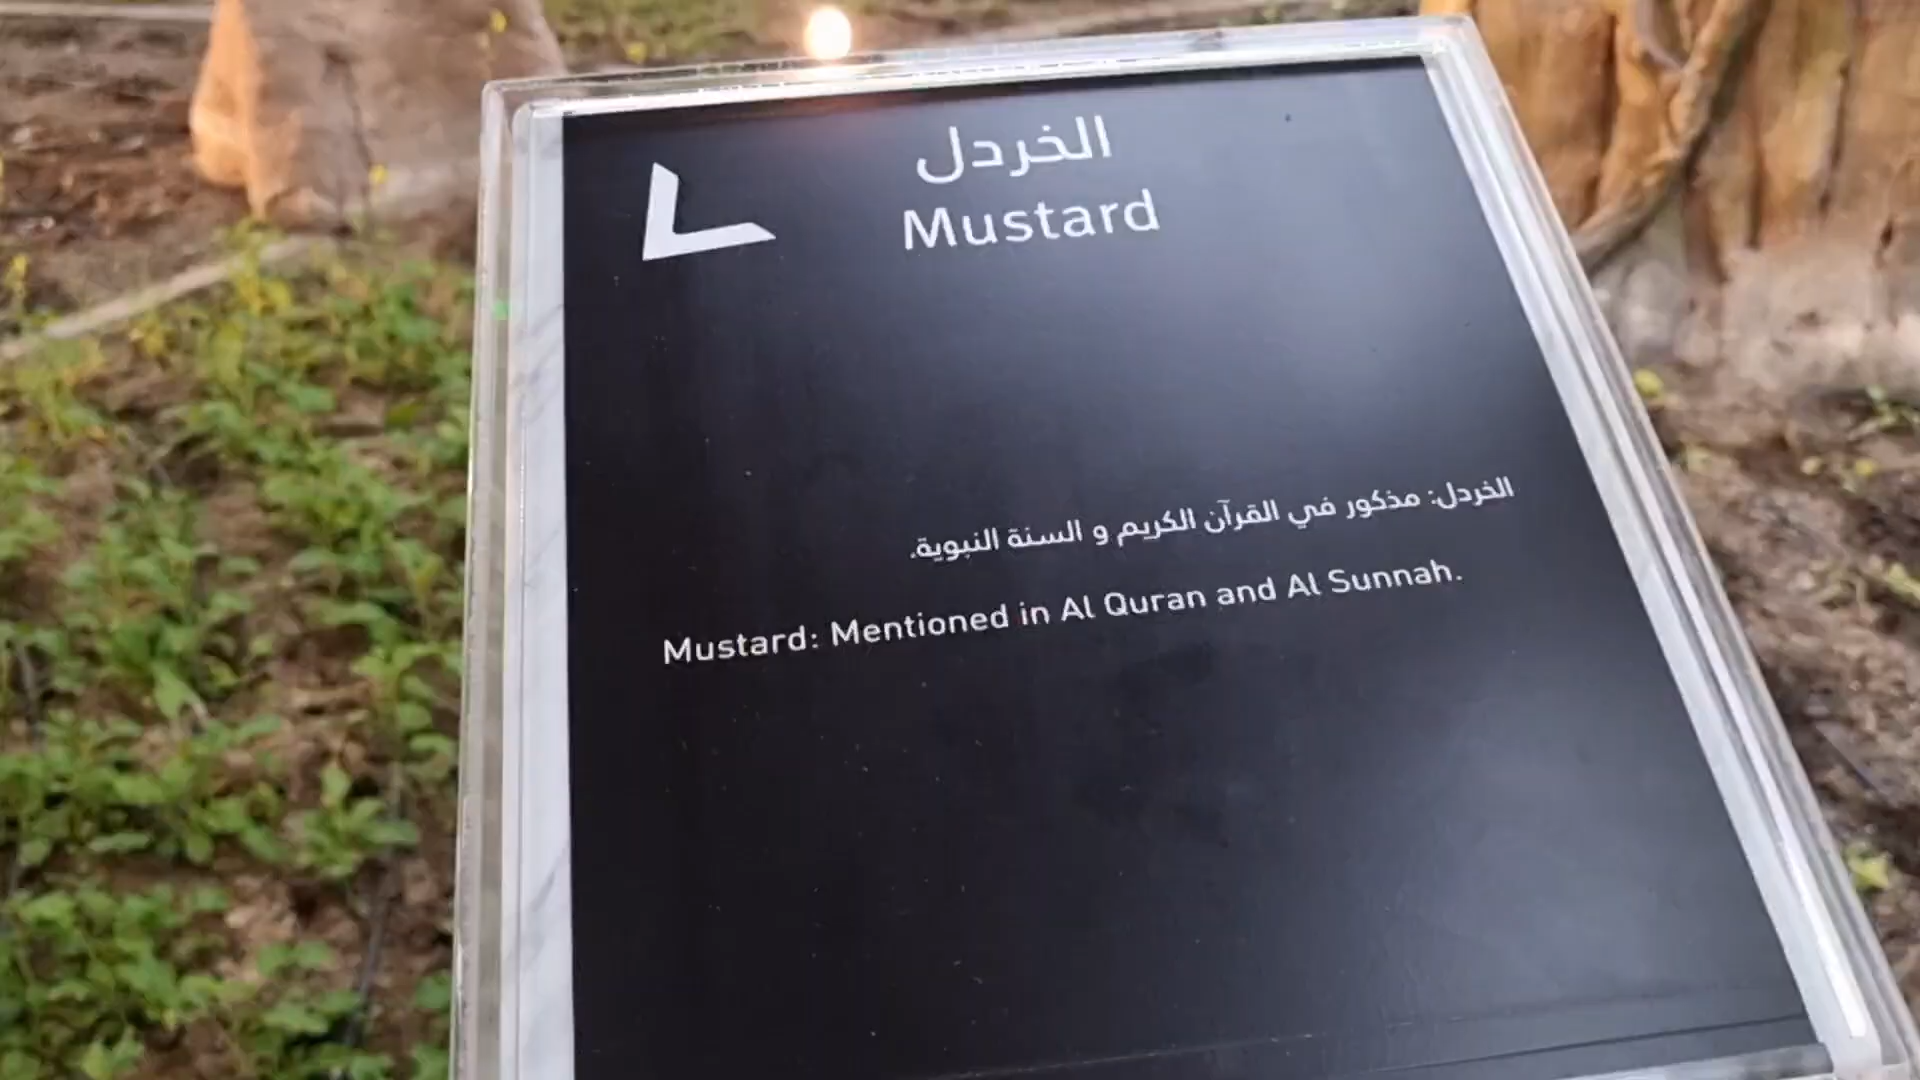 الخردل
Mustard
الخردل: مذكور في القرآن الكريم و السنة النبوية.
Mustard: Mentioned in Al Quran and Al Sunnah.